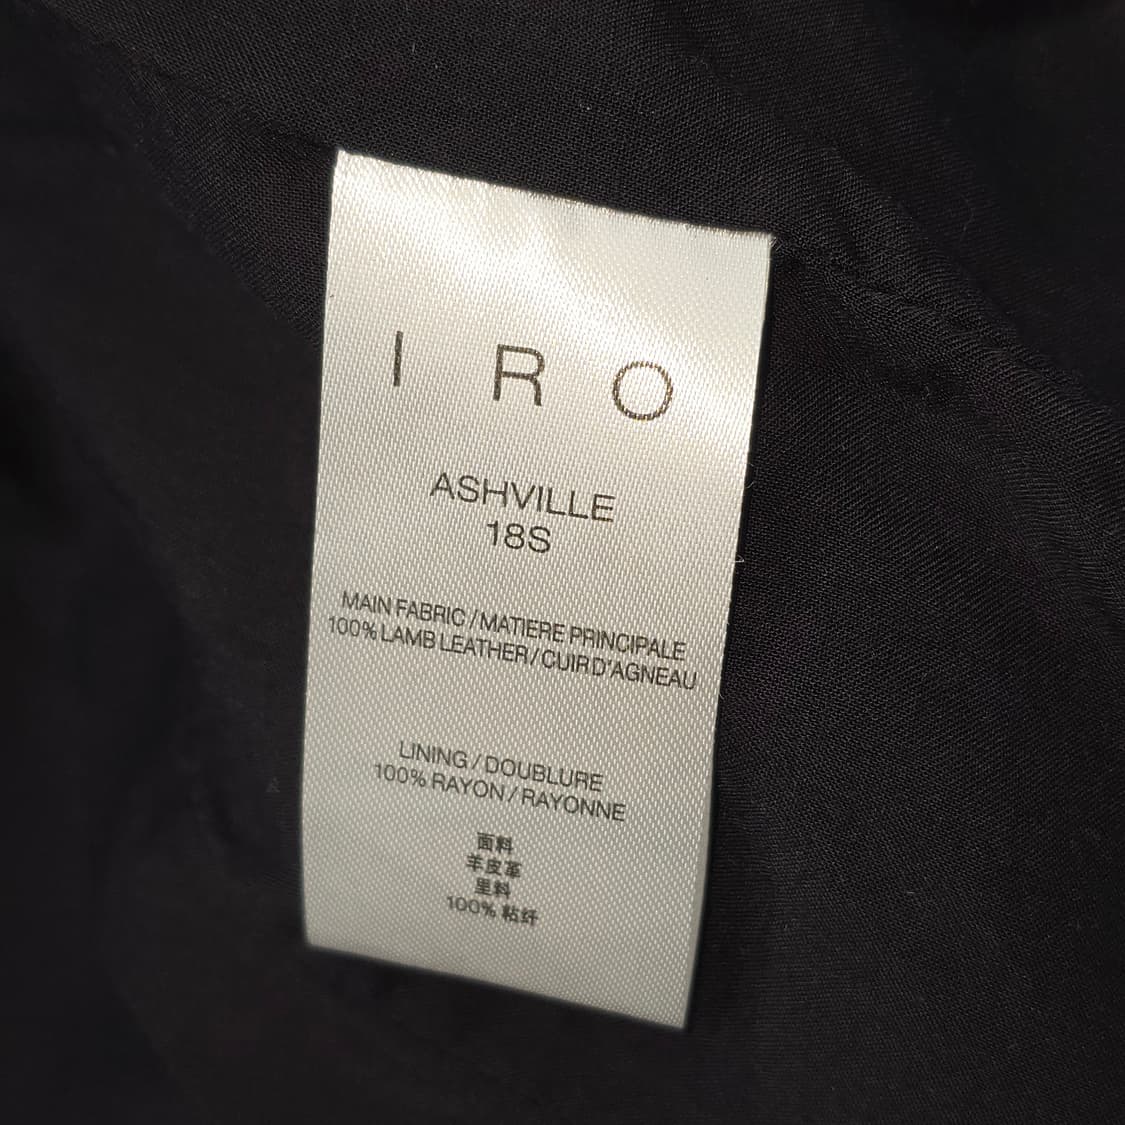 I R O
ASHVILLE
18S
MAIN FABRIC / MATIERE PRINCIPALE
100% LAMB LEATHER / CUIR D'AGNEAU
LINING / DOUBLURE
100% RAYON / RAYONNE
面料
羊皮革
里料
100% 粘纤